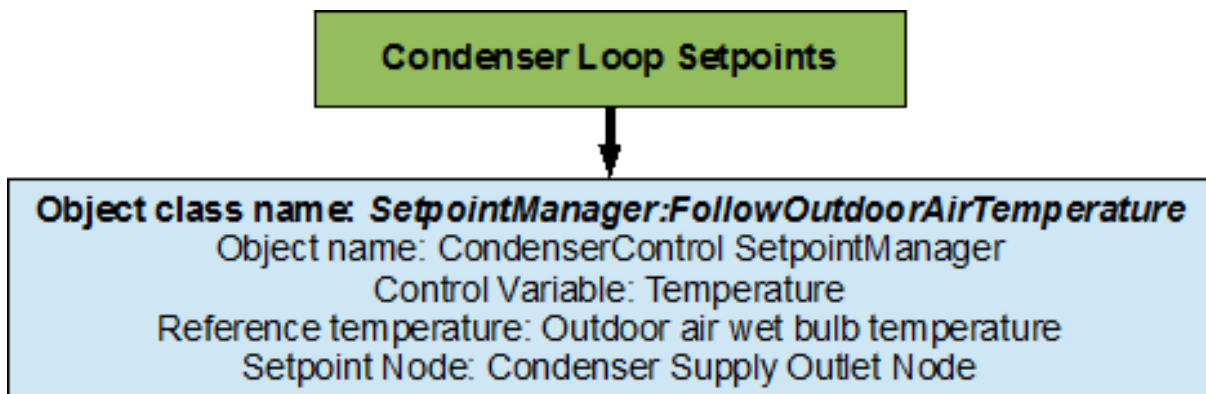 Condenser Loop Setpoints
Object class name: SetpointManager:FollowOutdoorAirTemperature
Object name: CondenserControl SetpointManager
Control Variable: Temperature
Reference temperature: Outdoor air wet bulb temperature
Setpoint Node: Condenser Supply Outlet Node